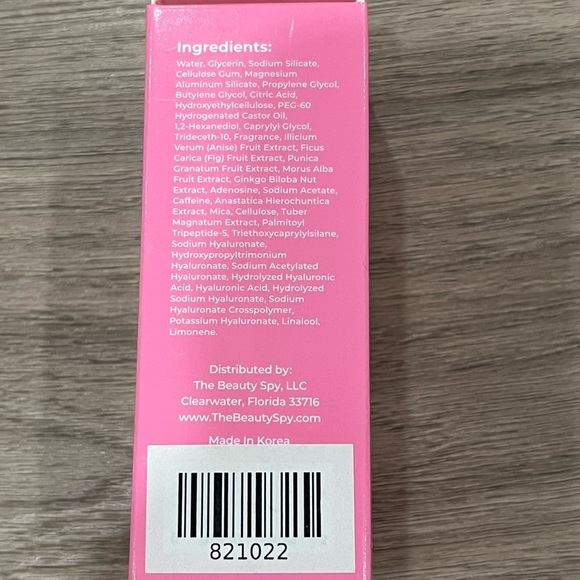 Ingredients:
Water, Glycerin, Sodium Silicate,
Cellulose Gum, Magnesium
Aluminum Silicate, Propylene Glycol,
Butylene Glycol, Citric Acid,
Hydroxyethylcellulose, PEG-60
Hydrogenated Castor Oil,
1,2-Hexanediol, Caprylyl Glycol,
Trideceth-10, Fragrance, Illicium
Verum (Anise) Fruit Extract, Ficus
Carica (Fig) Fruit Extract, Punica
Granatum Fruit Extract, Morus Alba
Fruit Extract, Ginkgo Biloba Nut
Extract, Adenosine, Sodium Acetate,
Caffeine, Anastatica Hierochuntica
Extract, Mica, Cellulose, Tuber
Magnatum Extract, Palmitoyl
Tripeptide-5, Triethoxycaprylylsilane,
Sodium Hyaluronate,
Hydroxypropyltrimonium
Hyaluronate, Sodium Acetylated
Hyaluronate, Hydrolyzed Hyaluronic
Acid, Hyaluronic Acid, Hydrolyzed
Sodium Hyaluronate, Sodium
Hyaluronate Crosspolymer,
Potassium Hyaluronate, Linalool,
Limonene.
Distributed by:
The Beauty Spy, LLC
Clearwater, Florida 33716
www.TheBeautySpy.com
Made In Korea
821022